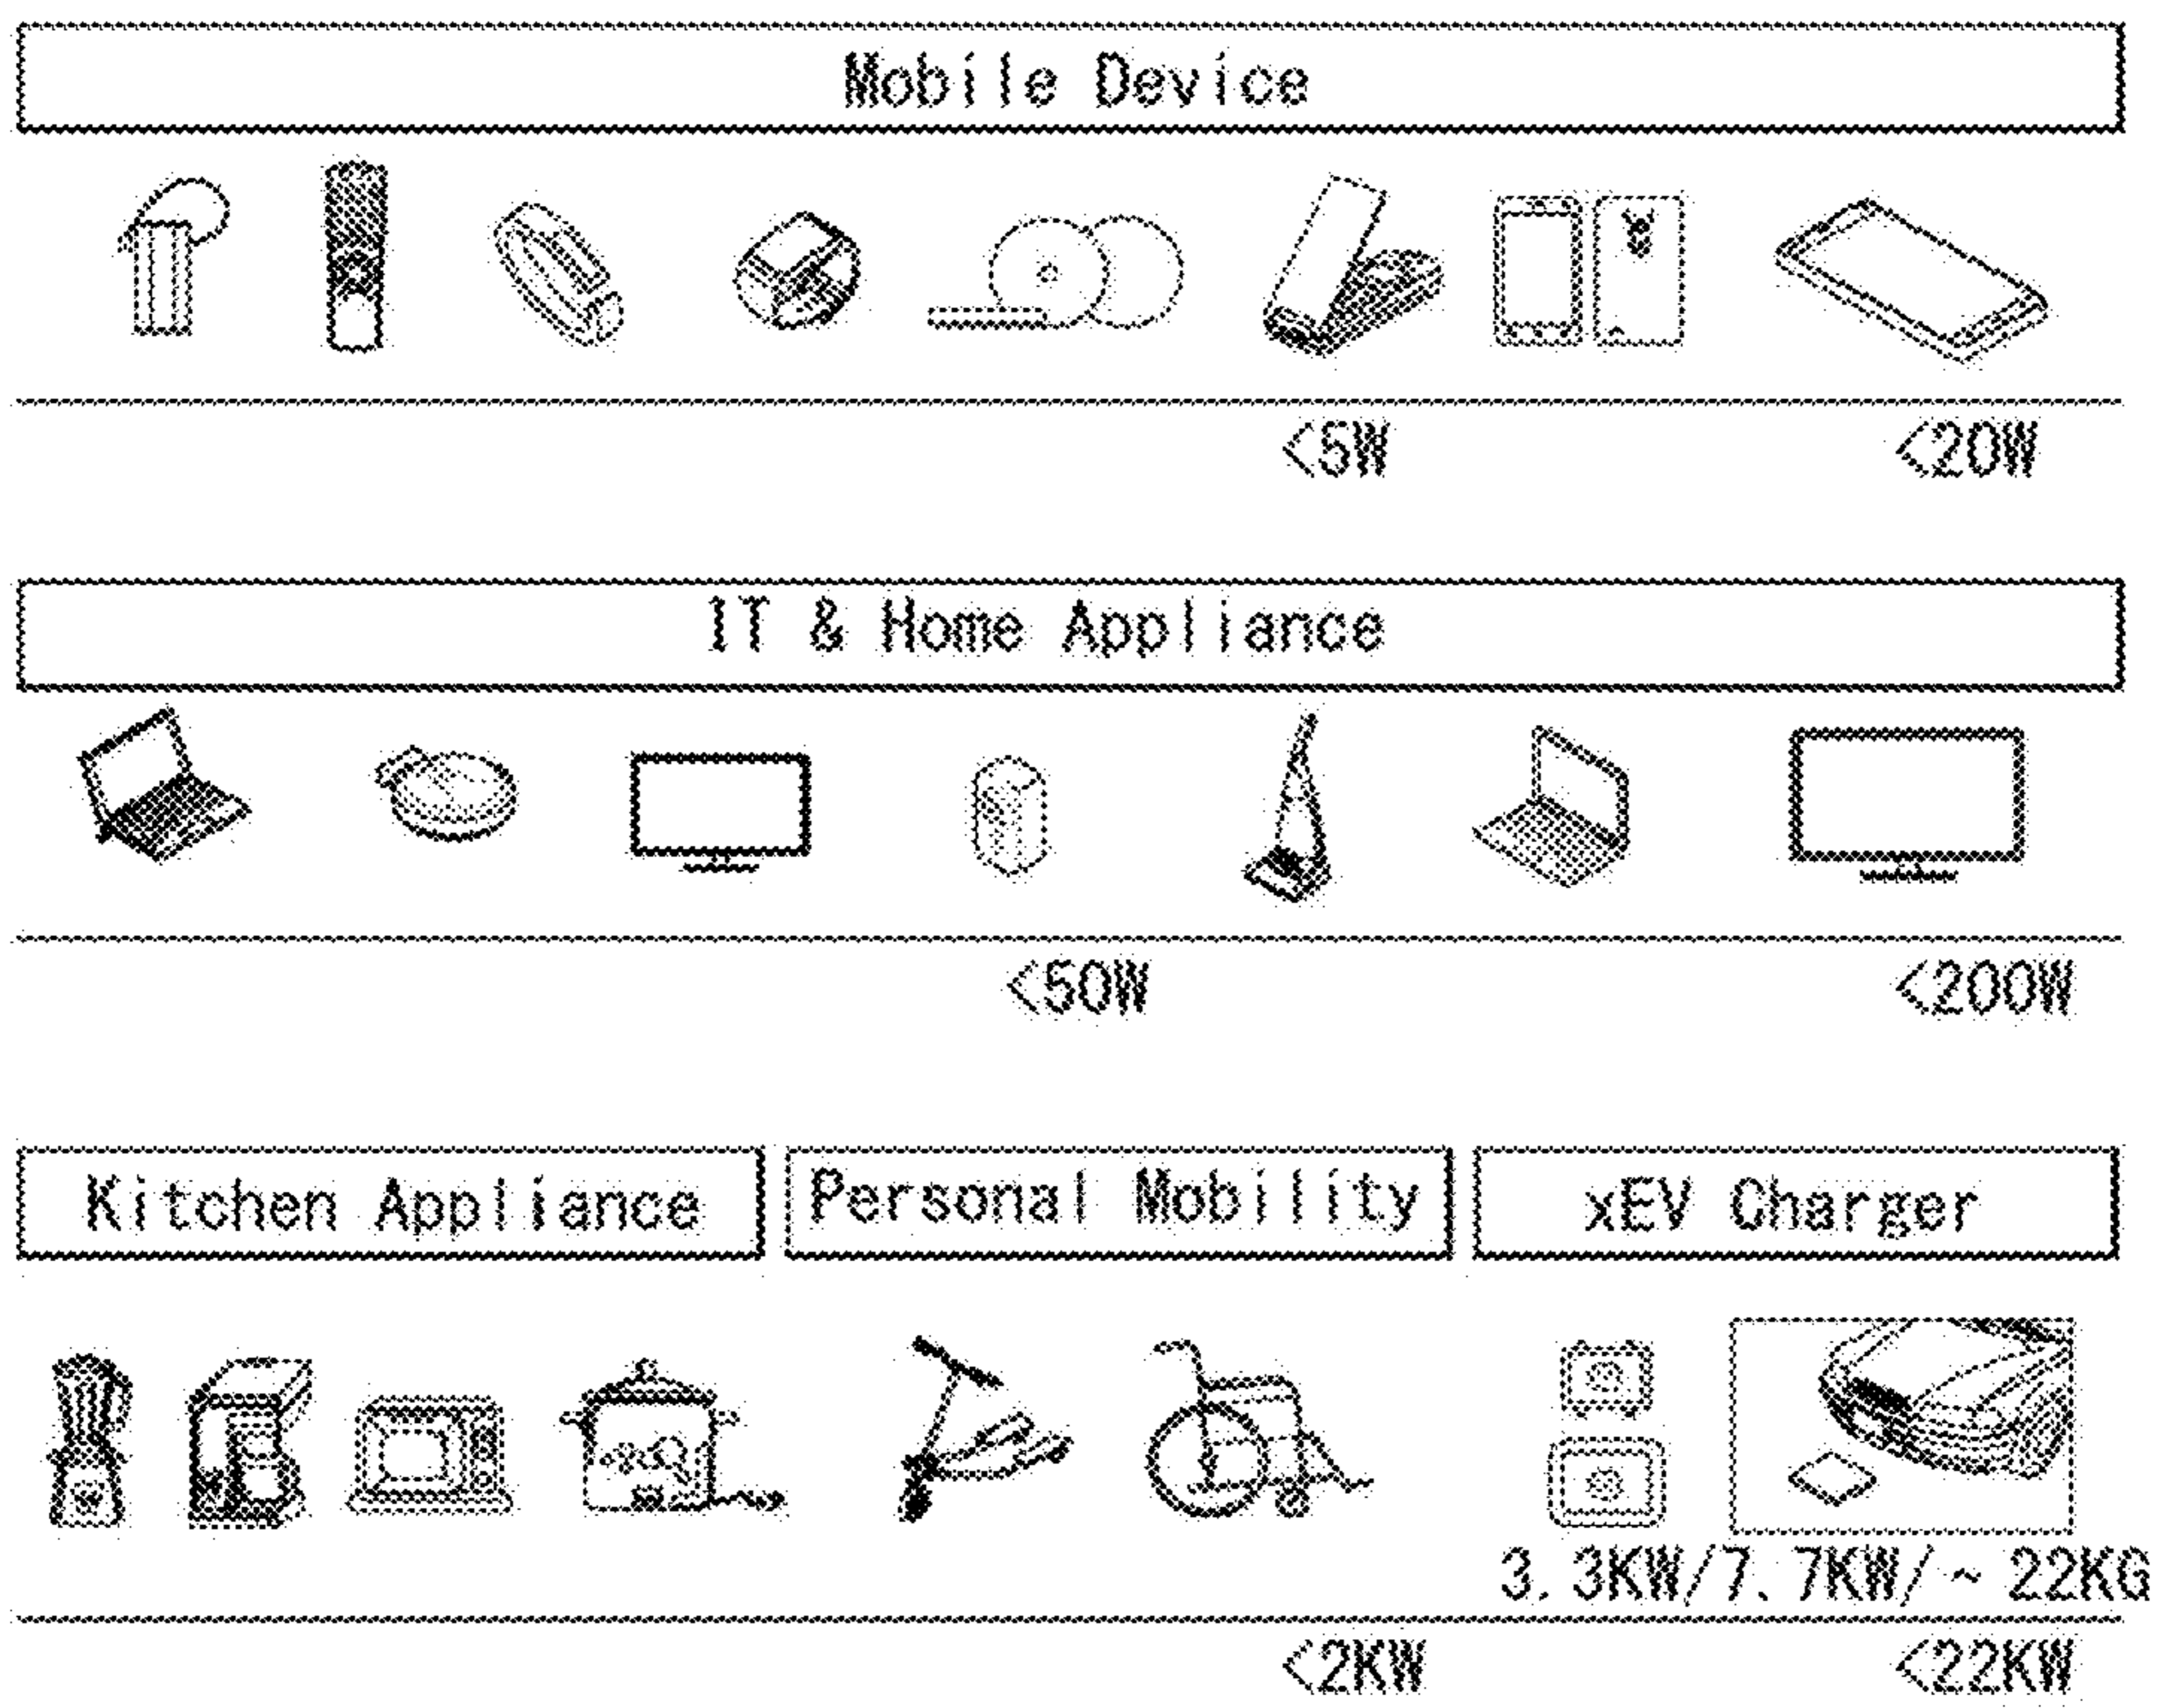 Mobile Device
<5W
<20W
IT & Home Appliance
<50W
<200W
Kitchen Appliance
Personal Mobility
xEV Charger
3.3KW/7.7KW/~22KG
<2KW
<22KW